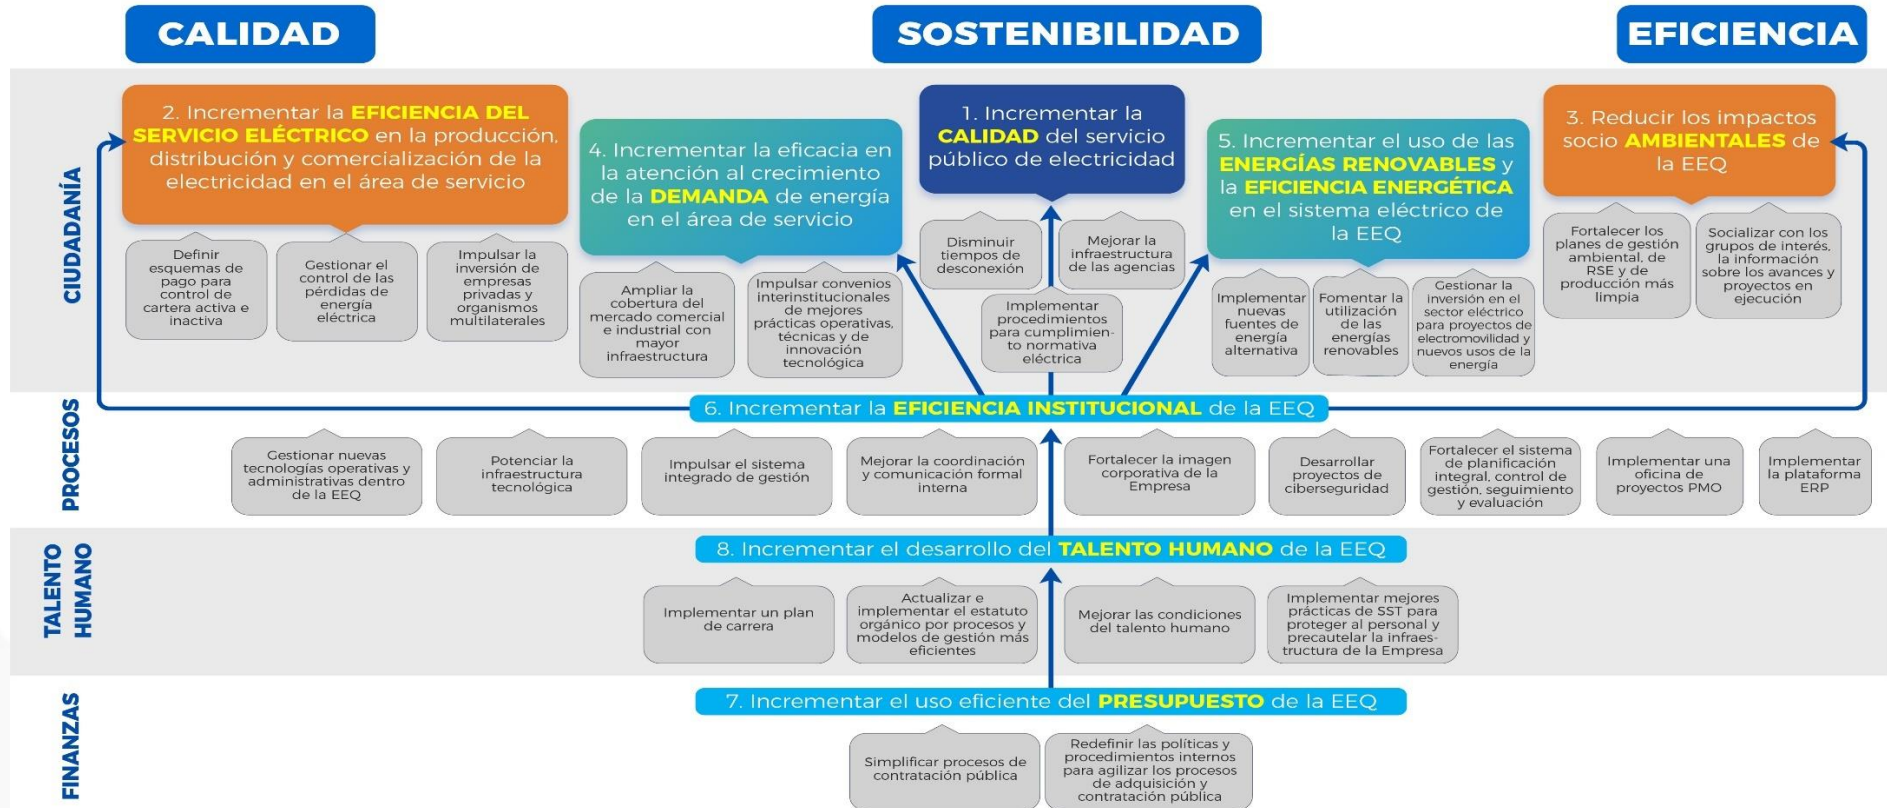 CALIDAD
SOSTENIBILIDAD
EFICIENCIA
CIUDADANÍA
2. Incrementar la EFICIENCIA DEL
SERVICIO ELÉCTRICO en la producción,
distribución y comercialización de la
electricidad en el área de servicio
Definir
esquemas de
pago para
control de
cartera activa e
inactiva
Gestionar el
control de las
pérdidas de
energía
eléctrica
Impulsar la
inversión de
empresas
privadas y
organismos
multilaterales
4. Incrementar la eficacia en
la atención al crecimiento
de la DEMANDA de energía
en el área de servicio
Ampliar la
cobertura del
mercado comercial
e industrial con
mayor
infraestructura
Impulsar convenios
interinstitucionales
de mejores
prácticas operativas,
técnicas y de
innovación
tecnológica
1. Incrementar la
CALIDAD del servicio
público de electricidad
Disminuir
tiempos de
desconexión
Mejorar la
infraestructura
de las agencias
Implementar
procedimientos
para cumplimien-
to normativa
eléctrica
5. Incrementar el uso de las
ENERGÍAS RENOVABLES y
la EFICIENCIA ENERGÉTICA
en el sistema eléctrico de
la EEQ
Implementar
nuevas
fuentes de
energía
alternativa
Fomentar la
utilización
de las
energías
renovables
Gestionar la
inversión en el
sector eléctrico
para proyectos de
electromovilidad y
nuevos usos de la
energía
3. Reducir los impactos
socio AMBIENTALES de
la EEQ
Fortalecer los
planes de gestión
ambiental, de
RSE y de
producción más
limpia
Socializar con los
grupos de interés,
la información
sobre los avances y
proyectos en
ejecución
PROCESOS
6. Incrementar la EFICIENCIA INSTITUCIONAL de la EEQ
Gestionar nuevas
tecnologías operativas y
administrativas dentro
de la EEQ
Potenciar la
infraestructura
tecnológica
Impulsar el sistema
integrado de gestión
Mejorar la coordinación
y comunicación formal
interna
Fortalecer la imagen
corporativa de la
Empresa
Desarrollar
proyectos de
ciberseguridad
Fortalecer el sistema
de planificación
integral, control de
gestión, seguimiento
y evaluación
Implementar una
oficina de
proyectos PMO
Implementar
la plataforma
ERP
TALENTO
HUMANO
8. Incrementar el desarrollo del TALENTO HUMANO de la EEQ
Implementar un plan
de carrera
Actualizar e
implementar el estatuto
orgánico por procesos y
modelos de gestión más
eficientes
Mejorar las condiciones
del talento humano
Implementar mejores
prácticas de SST para
proteger al personal y
precautelar la infraes-
tructura de la Empresa
FINANZAS
7. Incrementar el uso eficiente del PRESUPUESTO de la EEQ
Simplificar procesos de
contratación pública
Redefinir las políticas y
procedimientos internos
para agilizar los procesos
de adquisición y
contratación pública